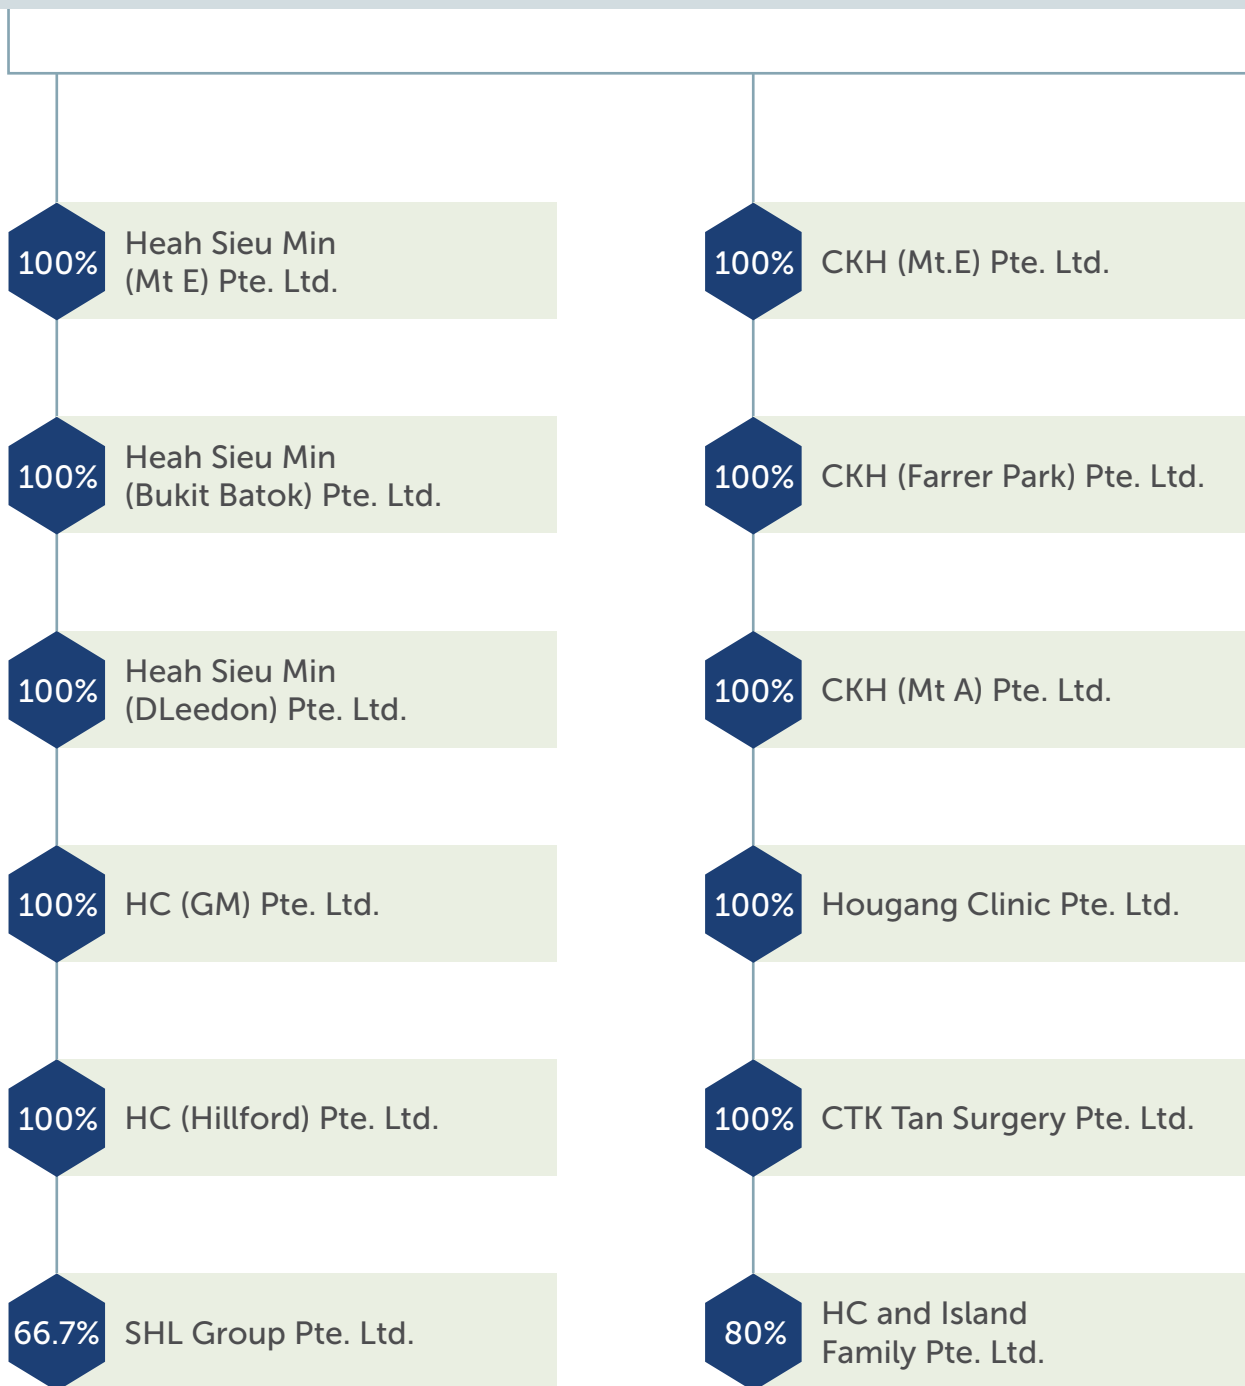 100%
Heah Sieu Min
(Mt E) Pte. Ltd.
100%
Heah Sieu Min
(Bukit Batok) Pte. Ltd.
100%
Heah Sieu Min
(DLeedon) Pte. Ltd.
100%
HC (GM) Pte. Ltd.
100%
HC (Hillford) Pte. Ltd.
66.7%
SHL Group Pte. Ltd.
100%
CKH (Mt.E) Pte. Ltd.
100%
CKH (Farrer Park) Pte. Ltd.
100%
CKH (Mt A) Pte. Ltd.
100%
Hougang Clinic Pte. Ltd.
100%
CTK Tan Surgery Pte. Ltd.
80%
HC and Island
Family Pte. Ltd.